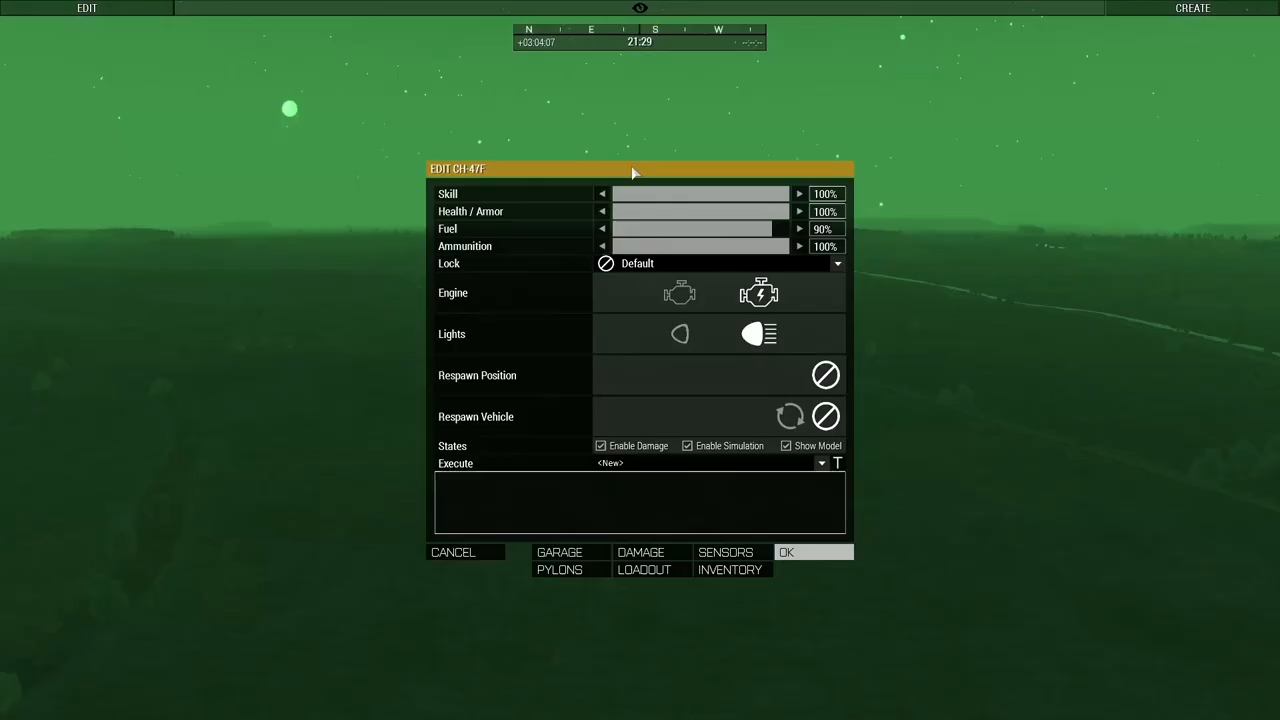 EDIT
CREATE
N E S W
+03:04:07 21:29 --:--:--
EDIT CH-47F
Skill 100%
Health / Armor 100%
Fuel 90%
Ammunition 100%
Lock Default
Engine
Lights
Respawn Position
Respawn Vehicle
States Enable Damage Enable Simulation Show Model
Execute <New> T
CANCEL GARAGE DAMAGE SENSORS OK
PYLONS LOADOUT INVENTORY